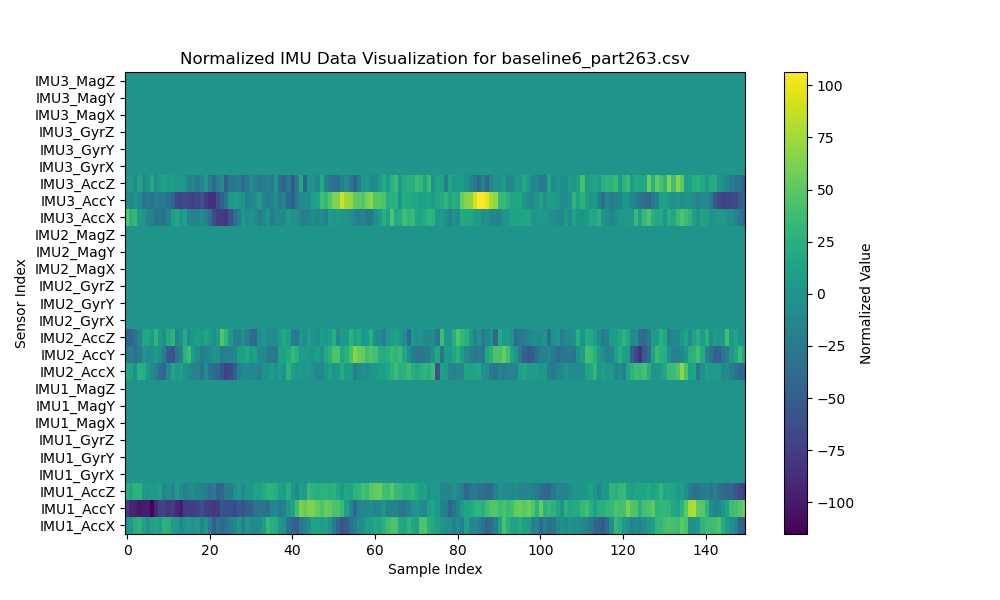 Normalized IMU Data Visualization for baseline6_part263.csv
IMU3_MagZ
IMU3_MagY
IMU3_MagX
IMU3_GyrZ
IMU3_GyrY
IMU3_GyrX
IMU3_AccZ
IMU3_AccY
IMU3_AccX
IMU2_MagZ
IMU2_MagY
IMU2_MagX
IMU2_GyrZ
IMU2_GyrY
IMU2_GyrX
IMU2_AccZ
IMU2_AccY
IMU2_AccX
IMU1_MagZ
IMU1_MagY
IMU1_MagX
IMU1_GyrZ
IMU1_GyrY
IMU1_GyrX
IMU1_AccZ
IMU1_AccY
IMU1_AccX
Sensor Index
0 20 40 60 80 100 120 140
Sample Index
100
75
50
25
0
−25
−50
−75
−100
Normalized Value